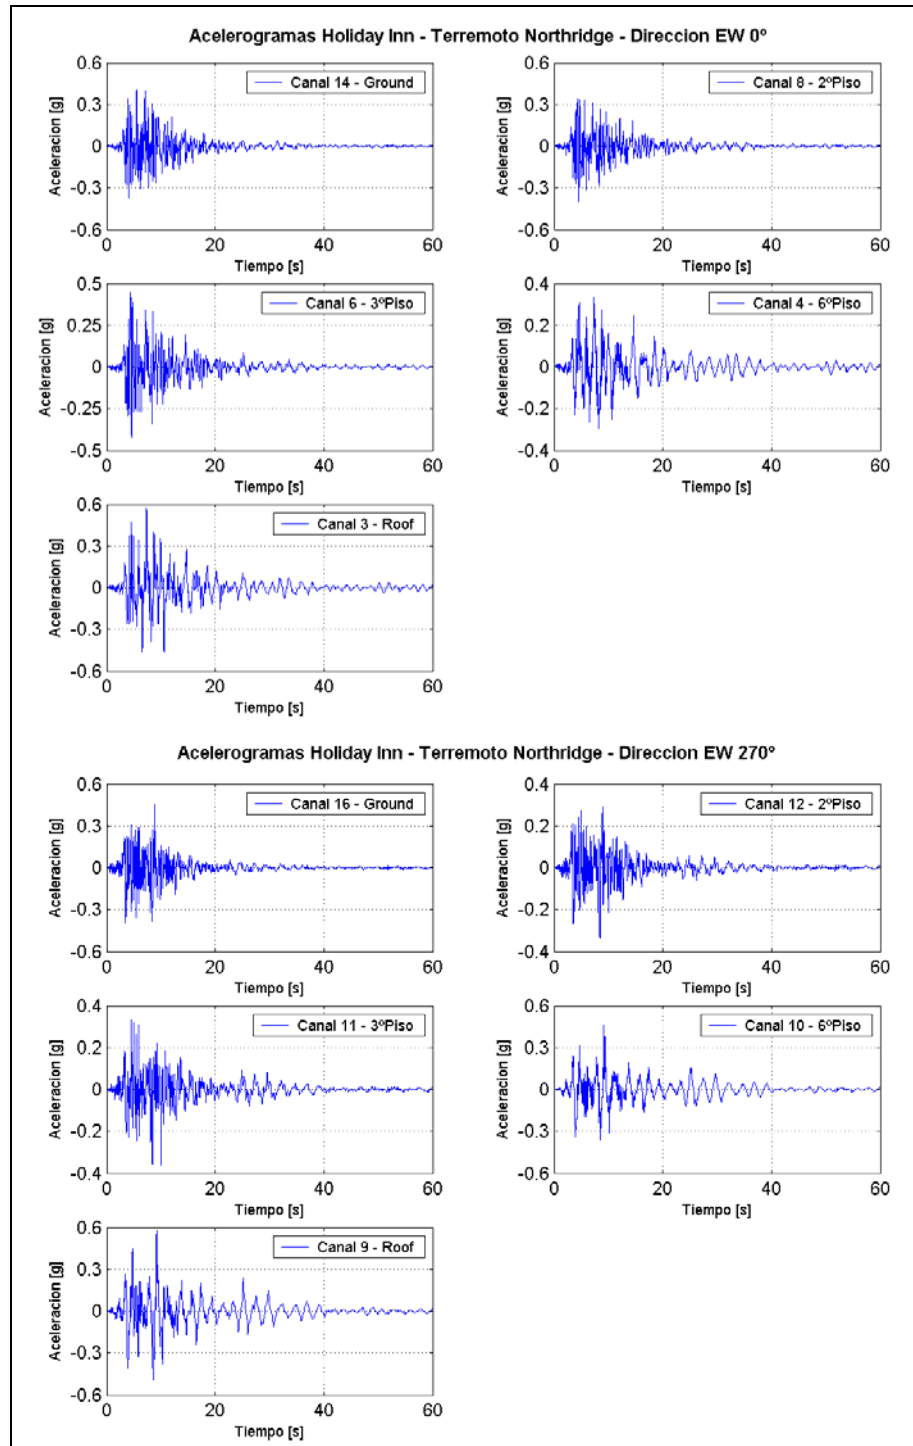 Acelerogramas Holiday Inn - Terremoto Northridge - Direccion EW 0º
0.6
0.3
0
-0.3
-0.6
Aceleracion [g]
Canal 14 - Ground
0 20 40 60
Tiempo [s]
0.6
0.3
0
-0.3
-0.6
Aceleracion [g]
Canal 8 - 2ºPiso
0 20 40 60
Tiempo [s]
0.5
0.25
0
-0.25
-0.5
Aceleracion [g]
Canal 6 - 3ºPiso
0 20 40 60
Tiempo [s]
0.4
0.2
0
-0.2
-0.4
Aceleracion [g]
Canal 4 - 6ºPiso
0 20 40 60
Tiempo [s]
0.6
0.3
0
-0.3
-0.6
Aceleracion [g]
Canal 3 - Roof
0 20 40 60
Tiempo [s]
Acelerogramas Holiday Inn - Terremoto Northridge - Direccion EW 270º
0.6
0.3
0
-0.3
-0.6
Aceleracion [g]
Canal 16 - Ground
0 20 40 60
Tiempo [s]
0.4
0.2
0
-0.2
-0.4
Aceleracion [g]
Canal 12 - 2ºPiso
0 20 40 60
Tiempo [s]
0.4
0.2
0
-0.2
-0.4
Aceleracion [g]
Canal 11 - 3ºPiso
0 20 40 60
Tiempo [s]
0.6
0.3
0
-0.3
-0.6
Aceleracion [g]
Canal 10 - 6ºPiso
0 20 40 60
Tiempo [s]
0.6
0.3
0
-0.3
-0.6
Aceleracion [g]
Canal 9 - Roof
0 20 40 60
Tiempo [s]